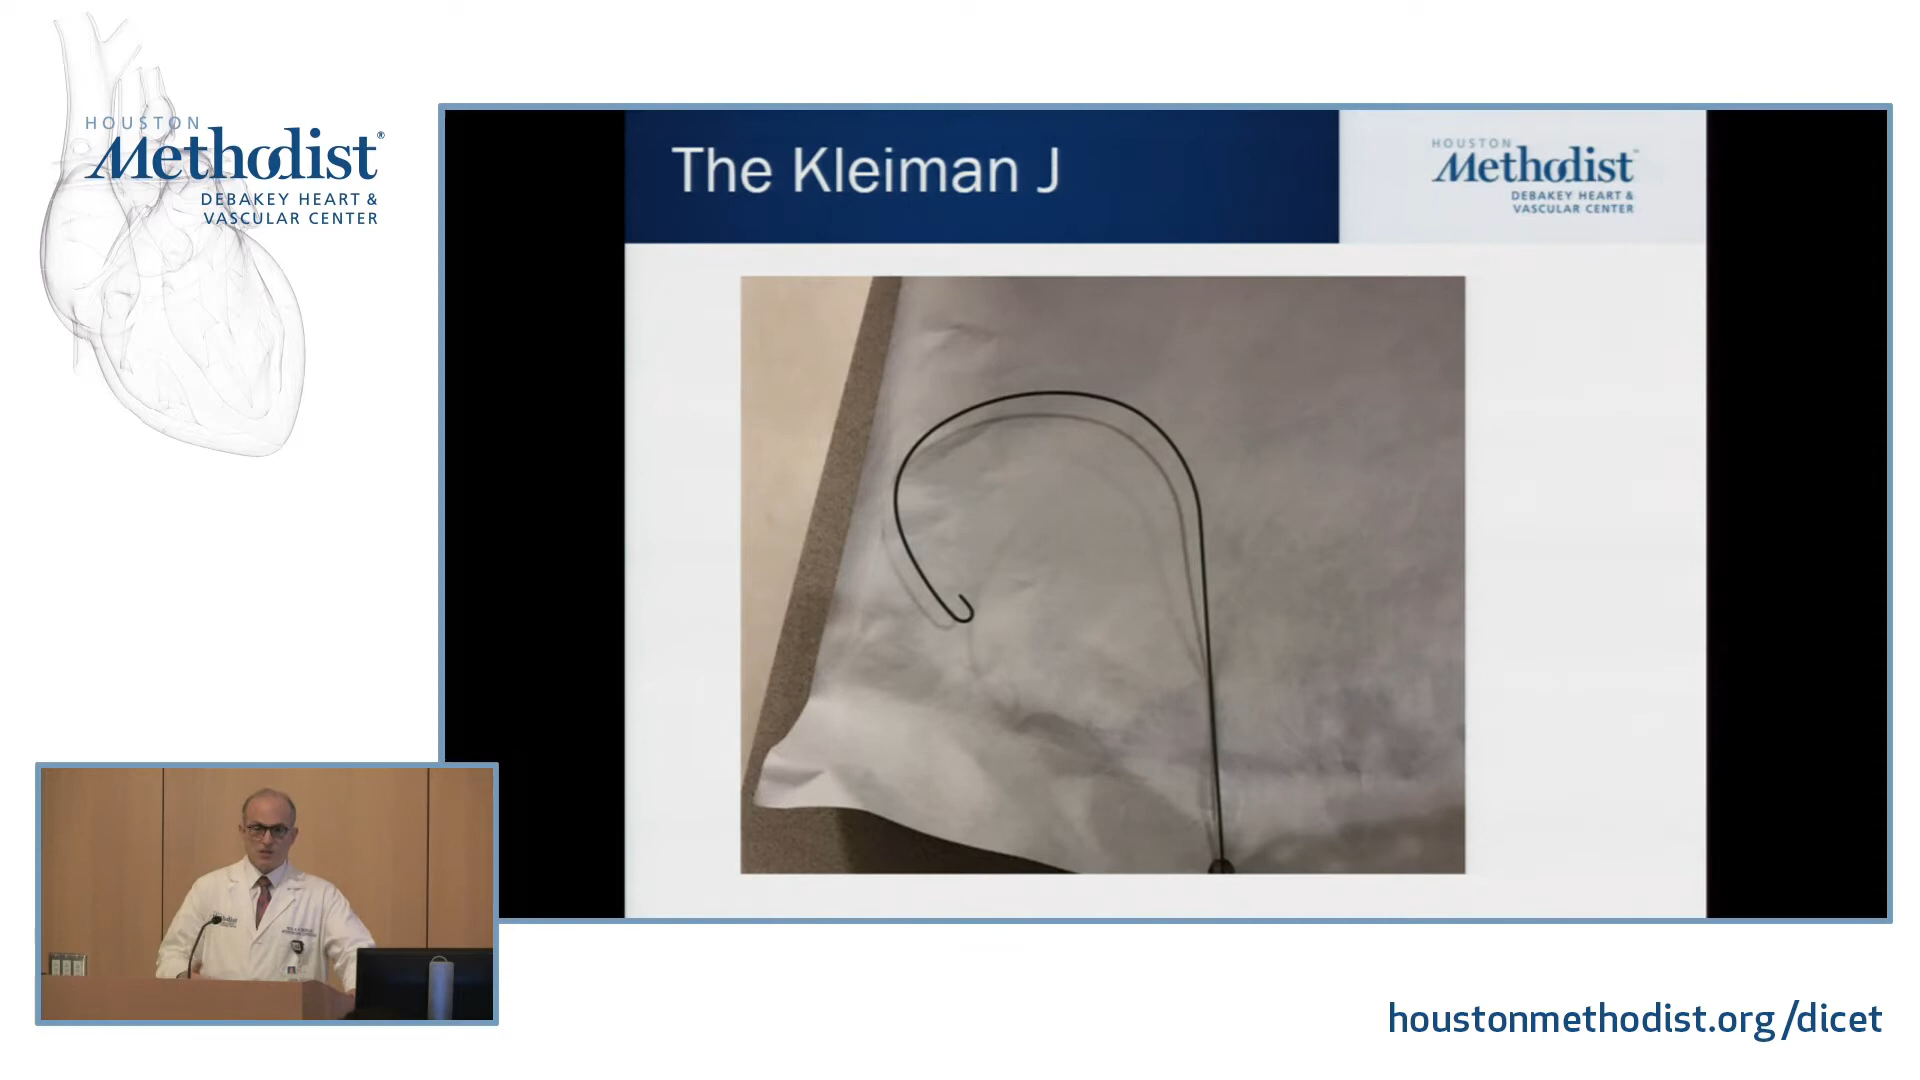 HOUSTON
Methodist®
DEBAKEY HEART &
VASCULAR CENTER
The Kleiman J
HOUSTON
Methodist
DEBAKEY HEART &
VASCULAR CENTER
houstonmethodist.org/dicet